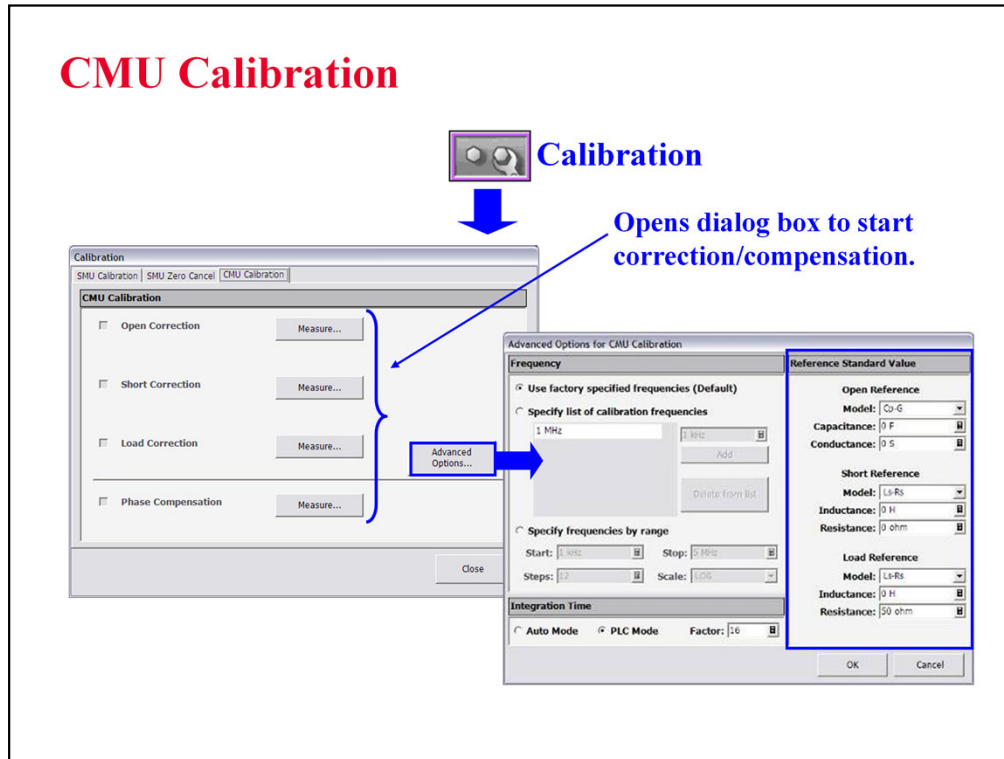 CMU Calibration
Calibration
Opens dialog box to start
correction/compensation.
Calibration
SMU Calibration SMU Zero Cancel CMU Calibration
CMU Calibration
Open Correction Measure...
Short Correction Measure...
Load Correction Measure...
Phase Compensation Measure...
Advanced
Options...
Close
Advanced Options for CMU Calibration
Frequency
Use factory specified frequencies (Default)
Specify list of calibration frequencies
1 MHz
1 kHz
Add
Delete from list
Specify frequencies by range
Start: 1 kHz Stop: 5 MHz
Steps: 12 Scale: LOG
Integration Time
Auto Mode PLC Mode Factor: 16
Reference Standard Value
Open Reference
Model: Cp-G
Capacitance: 0 F
Conductance: 0 S
Short Reference
Model: Ls-Rs
Inductance: 0 H
Resistance: 0 ohm
Load Reference
Model: Ls-Rs
Inductance: 0 H
Resistance: 50 ohm
OK Cancel